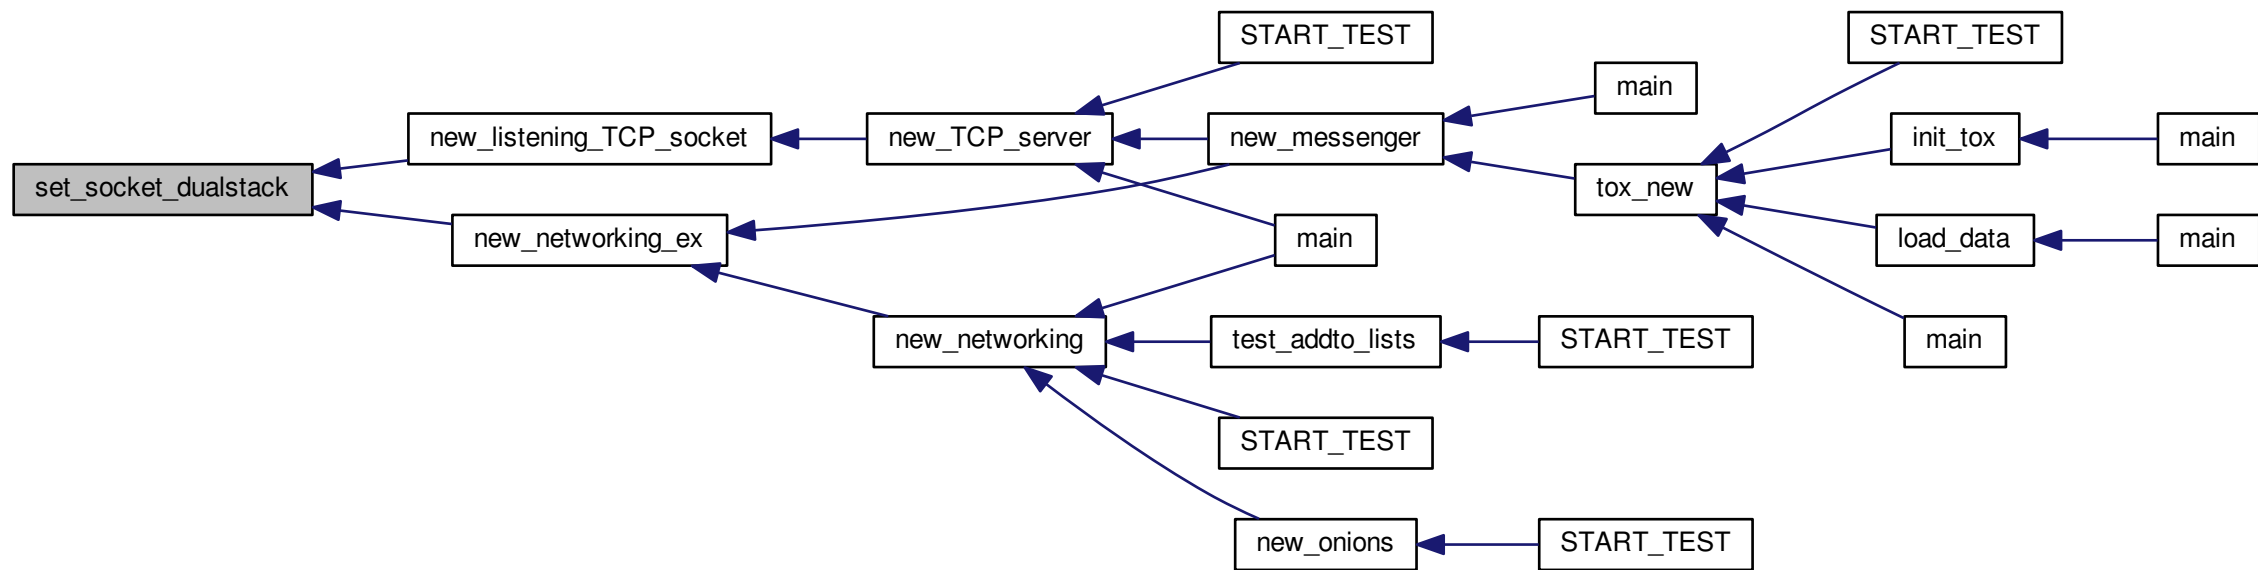 START_TEST
START_TEST
main
new_listening_TCP_socket
new_TCP_server
new_messenger
init_tox
main
set_socket_dualstack
tox_new
new_networking_ex
main
load_data
main
new_networking
test_addto_lists
START_TEST
main
START_TEST
new_onions
START_TEST